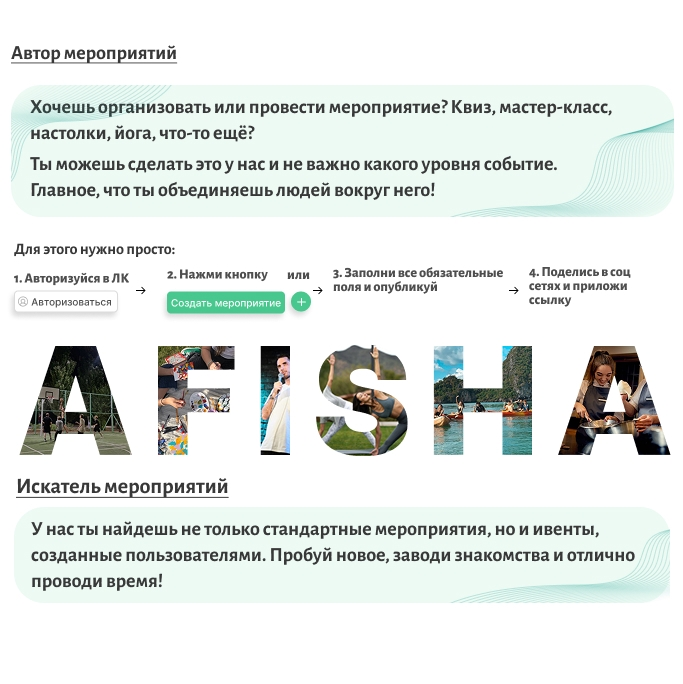 Автор мероприятий
Хочешь организовать или провести мероприятие? Квиз, мастер-класс,
настолки, йога, что-то ещё?
Ты можешь сделать это у нас и не важно какого уровня событие.
Главное, что ты объединяешь людей вокруг него!
Для этого нужно просто:
1. Авторизуйся в ЛК
Авторизоваться
2. Нажми кнопку или
Создать мероприятие +
3. Заполни все обязательные
поля и опубликуй
4. Поделись в соц
сетях и приложи
ссылку
AFISHA
Искатель мероприятий
У нас ты найдешь не только стандартные мероприятия, но и ивенты,
созданные пользователями. Пробуй новое, заводи знакомства и отлично
проводи время!